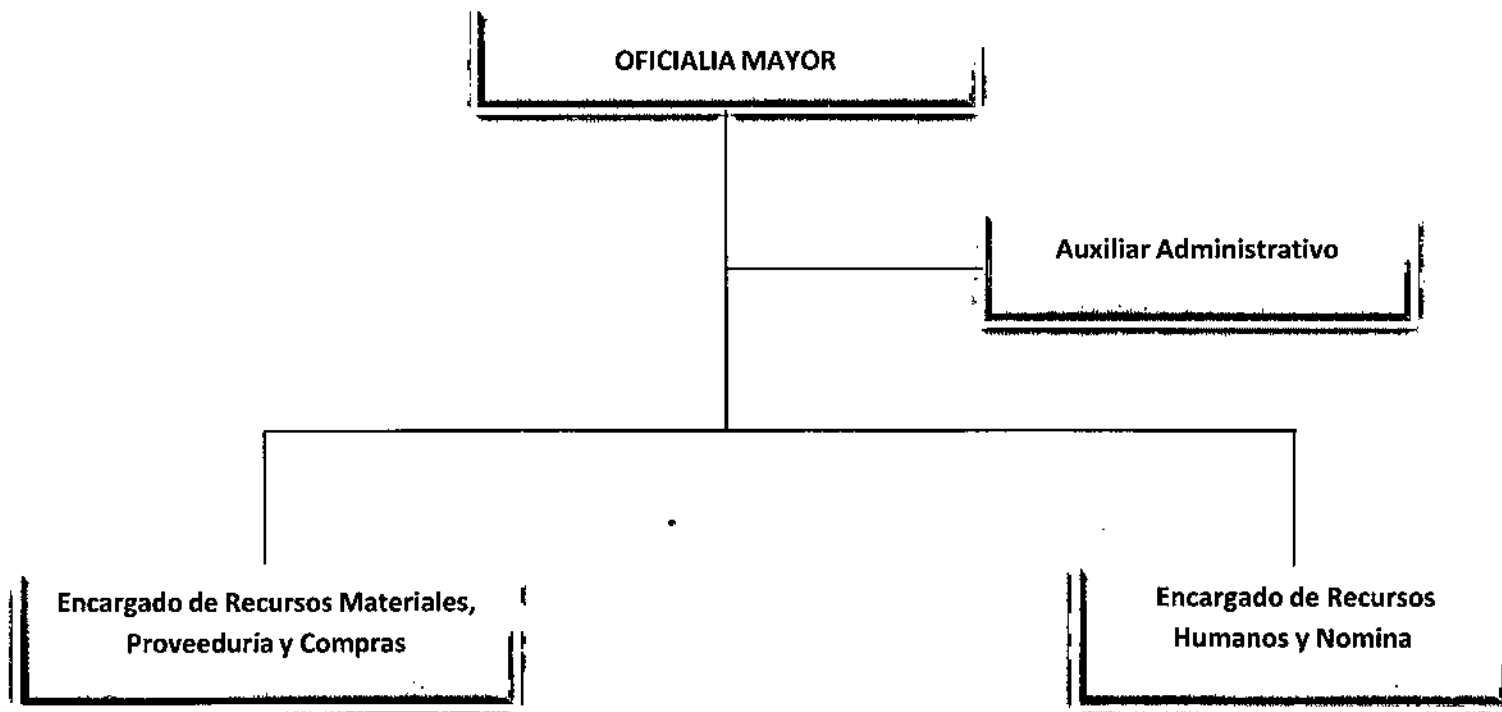 OFICIALIA MAYOR
Auxiliar Administrativo
Encargado de Recursos Materiales,
Proveeduría y Compras
Encargado de Recursos
Humanos y Nomina